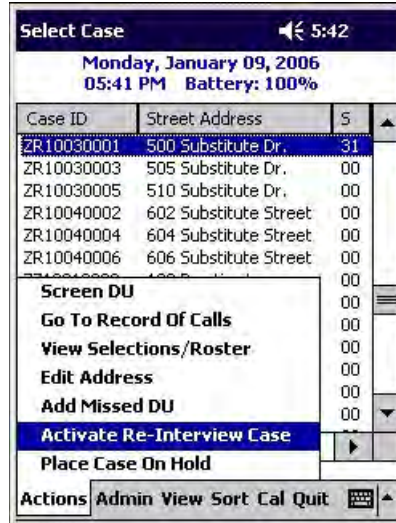 Select Case 5:42
Monday, January 09, 2006
05:41 PM Battery: 100%
Case ID Street Address S
ZR10030001 500 Substitute Dr. 31
ZR10030003 505 Substitute Dr. 00
ZR10030005 510 Substitute Dr. 00
ZR10040002 602 Substitute Street 00
ZR10040004 604 Substitute Street 00
ZR10040006 606 Substitute Street 00
00
Screen DU 00
Go To Record Of Calls 00
View Selections/Roster 00
Edit Address 00
Add Missed DU 00
Activate Re-Interview Case
Place Case On Hold
Actions Admin View Sort Cal Quit